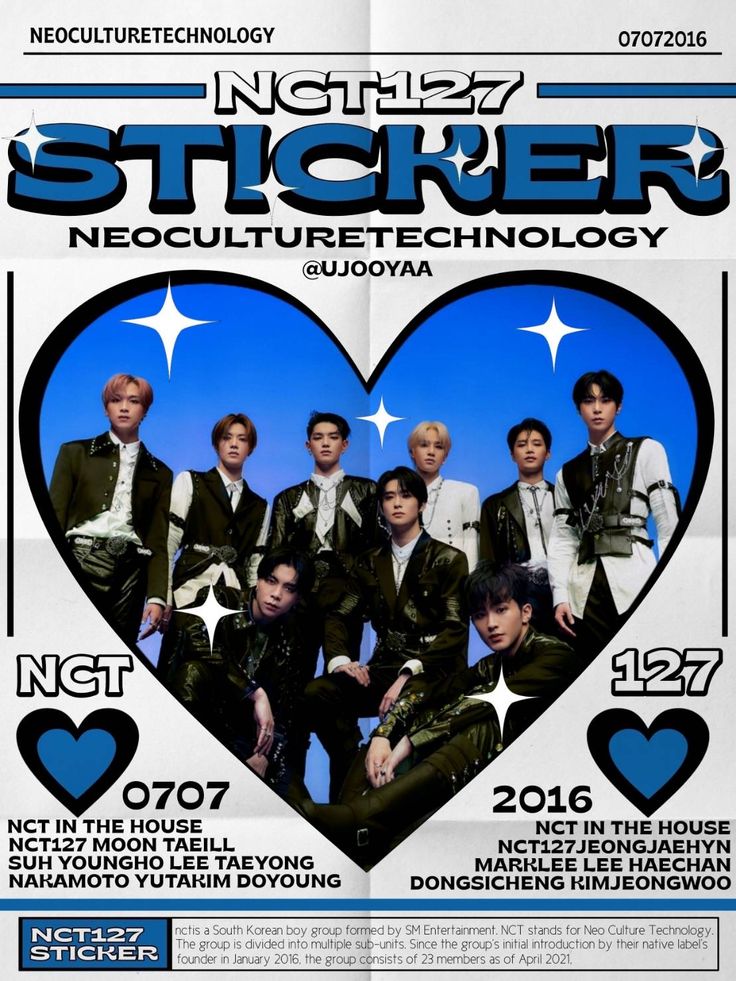 NEOCULTURETECHNOLOGY
07072016
NCT127
STICKER
NEOCULTURETECHNOLOGY
@UJOOYAA
NCT
127
0707
NCT IN THE HOUSE
NCT127 MOON TAEILL
SUH YOUNGHO LEE TAEYONG
NAKAMOTO YUTAKIM DOYOUNG
2016
NCT IN THE HOUSE
NCT127JEONGJAEHYN
MARKLEE LEE HAECHAN
DONGSICHENG KIMJEONGWOO
NCT127
STICKER
nctis a South Korean boy group formed by SM Entertainment. NCT stands for Neo Culture Technology.
The group is divided into multiple sub-units. Since the group's initial introduction by their native label's
founder in January 2016, the group consists of 23 members as of April 2021.